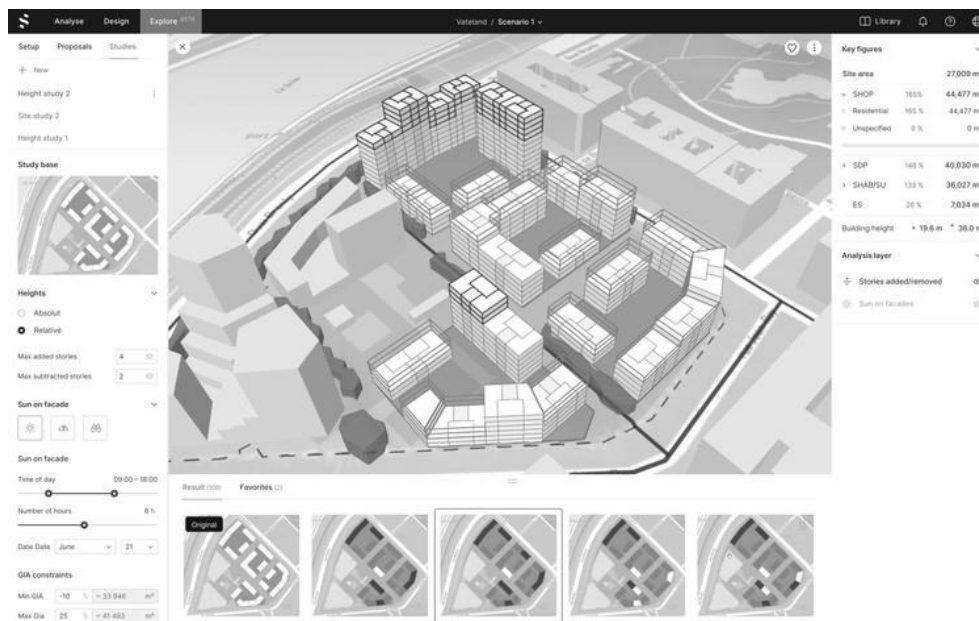 Analyse Design Explore BETA Vateland / Scenario 1 Library
Setup Proposals Studies
+ New
Height study 2
Site study 2
Height study 1
Study base
Heights
Absolut
Relative
Max added stories 4
Max subtracted stories 2
Sun on facade
Sun on facade
Time of day 09:00 – 18:00
Number of hours 6 h
Date Date June 21
GIA constraints
Min GIA -10 % = 33 946 m²
Max Gia 25 % = 41 493 m²
Result (108) Favorites (2)
Original
Key figures
Site area 27,009 m
SHOP 165% 44,477 m
Residential 165 % 44,477 m
Unspecified 0 % 0 m
SDP 148 % 40,030 m
SHAB/SU 133 % 36,027 m
ES 26 % 7,034 m
Building height 19.6 m 36.0 m
Analysis layer
Stories added/removed
Sun on facades